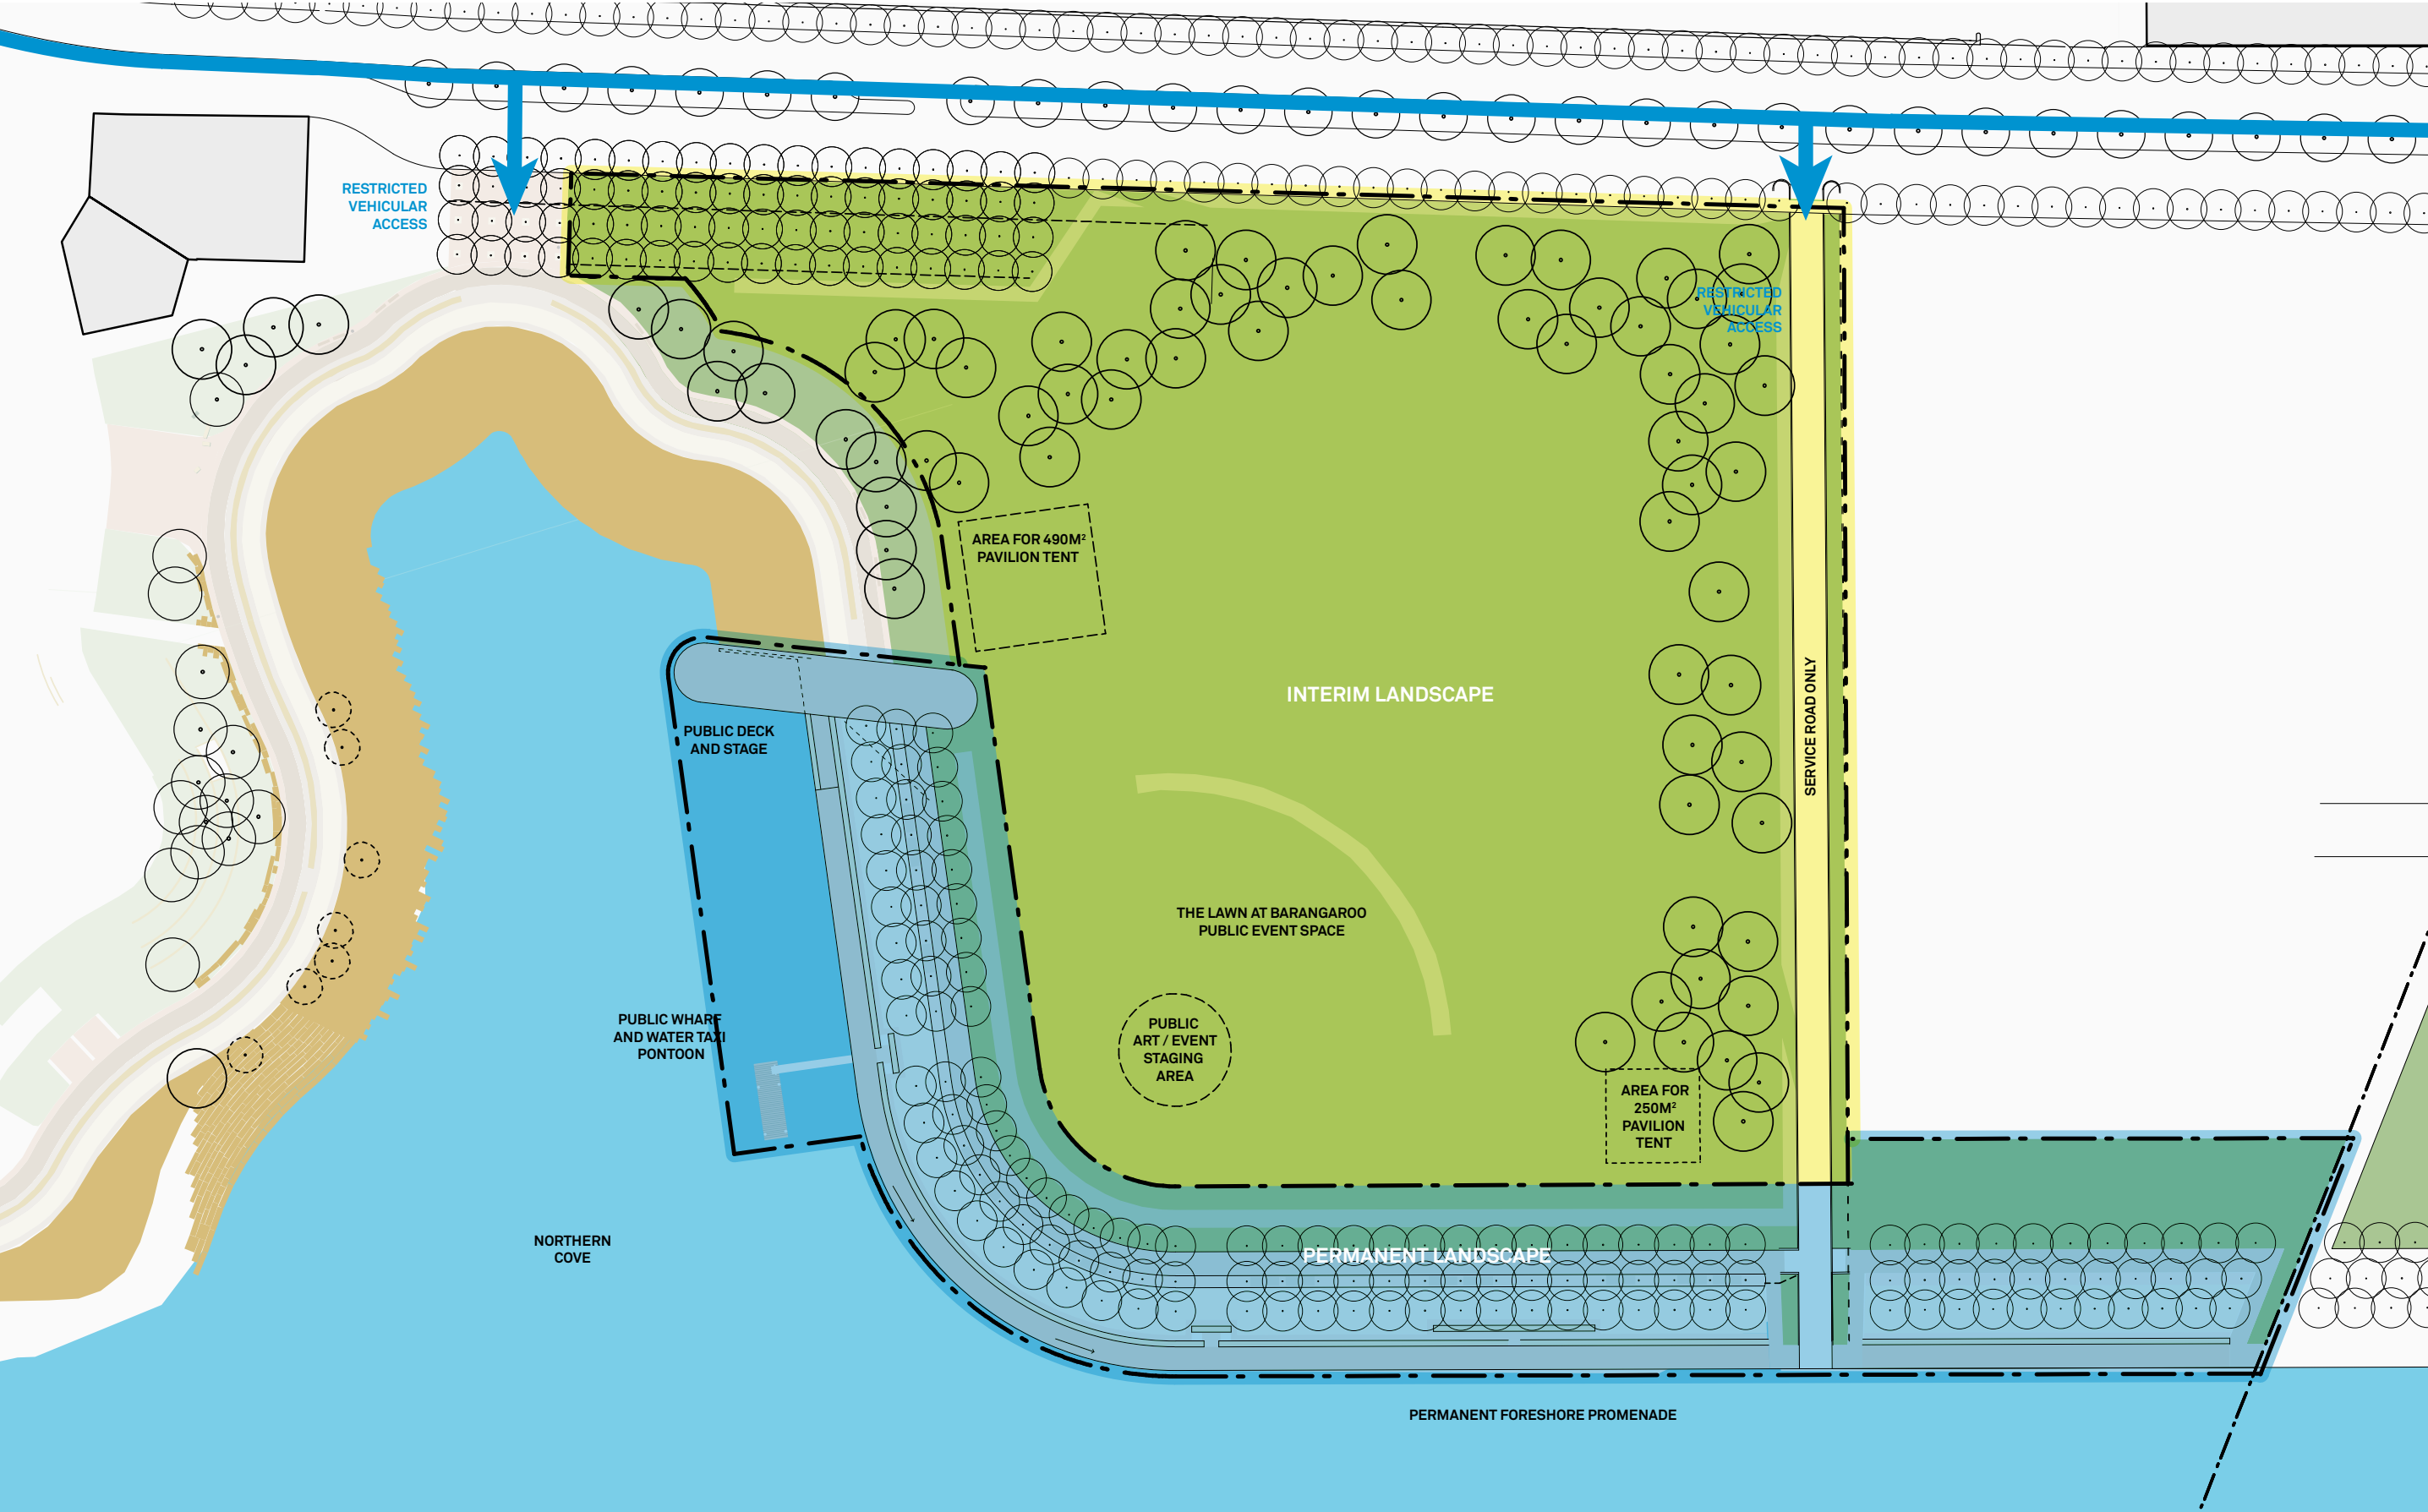 RESTRICTED
VEHICULAR
ACCESS
RESTRICTED
VEHICULAR
ACCESS
AREA FOR 490M²
PAVILION TENT
INTERIM LANDSCAPE
SERVICE ROAD ONLY
PUBLIC DECK
AND STAGE
THE LAWN AT BARANGAROO
PUBLIC EVENT SPACE
PUBLIC WHARF
AND WATER TAXI
PONTOON
PUBLIC
ART / EVENT
STAGING
AREA
AREA FOR
250M²
PAVILION
TENT
NORTHERN
COVE
PERMANENT LANDSCAPE
PERMANENT FORESHORE PROMENADE